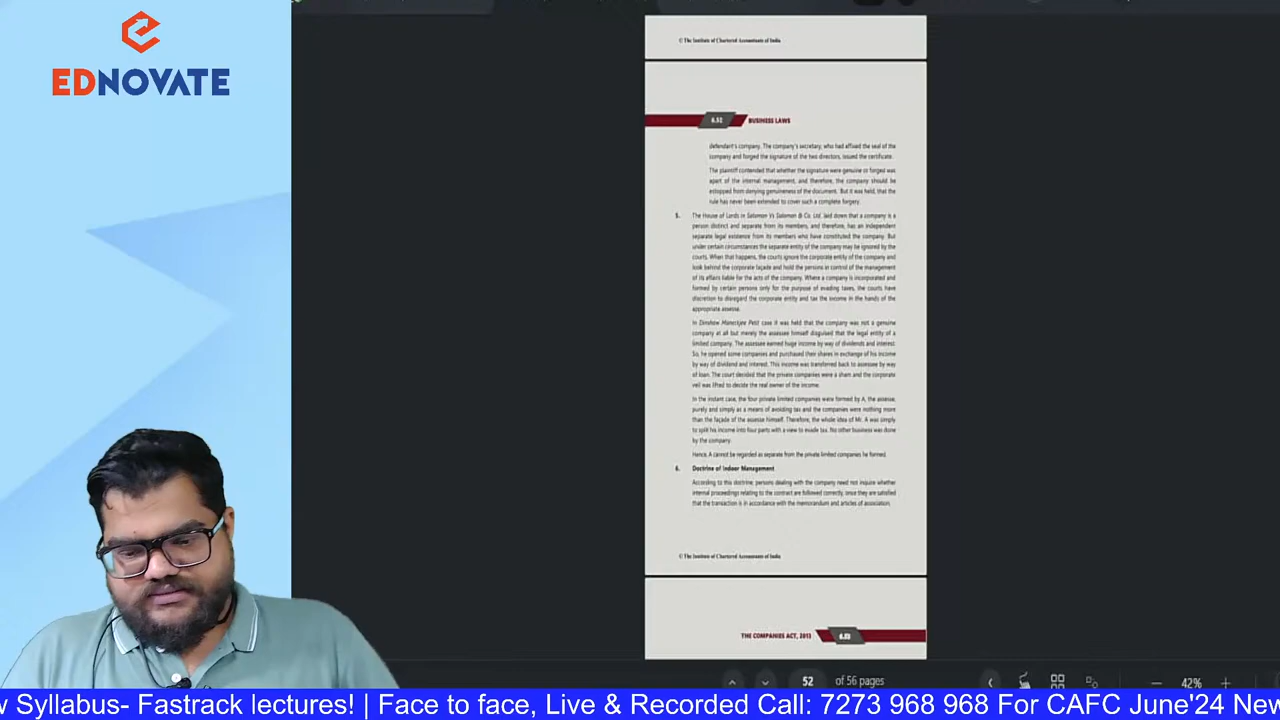 EDNOVATE
© The Institute of Chartered Accountants of India
6.52 BUSINESS LAWS
defendant's company. The company's secretary, who had affixed the seal of the
company and forged the signature of the two directors, issued the certificate.
The plaintiff contended that whether the signature were genuine or forged was
apart of the internal management, and therefore, the company should be
estopped from denying genuineness of the document. But it was held, that the
rule has never been extended to cover such a complete forgery.
5. The House of Lords in Salomon Vs Salomon & Co. Ltd. laid down that a company is a
person distinct and separate from its members, and therefore, has an independent
separate legal existence from its members who have constituted the company. But
under certain circumstances the separate entity of the company may be ignored by the
courts. When that happens, the courts ignore the corporate entity of the company and
look behind the corporate façade and hold the persons in control of the management
of its affairs liable for the acts of the company. Where a company is incorporated and
formed by certain persons only for the purpose of evading taxes, the courts have
discretion to disregard the corporate entity and tax the income in the hands of the
appropriate assesse.
In Dinshaw Maneckjee Petit case it was held that the company was not a genuine
company at all but merely the assessee himself disguised that the legal entity of a
limited company. The assessee earned huge income by way of dividends and interest.
So, he opened some companies and purchased their shares in exchange of his income
by way of dividend and interest. This income was transferred back to assessee by way
of loan. The court decided that the private companies were a sham and the corporate
veil was lifted to decide the real owner of the income.
In the instant case, the four private limited companies were formed by A, the assesse,
purely and simply as a means of avoiding tax and the companies were nothing more
than the façade of the assesse himself. Therefore, the whole idea of Mr. A was simply
to split his income into four parts with a view to evade tax. No other business was done
by the company.
Hence, A cannot be regarded as separate from the private limited companies he formed.
6. Doctrine of Indoor Management
According to this doctrine, persons dealing with the company need not inquire whether
internal proceedings relating to the contract are followed correctly, once they are satisfied
that the transaction is in accordance with the memorandum and articles of association.
© The Institute of Chartered Accountants of India
THE COMPANIES ACT, 2013
52 of 56 pages
42%
w Syllabus- Fastrack lectures! | Face to face, Live & Recorded Call: 7273 968 968 For CAFC June'24 New